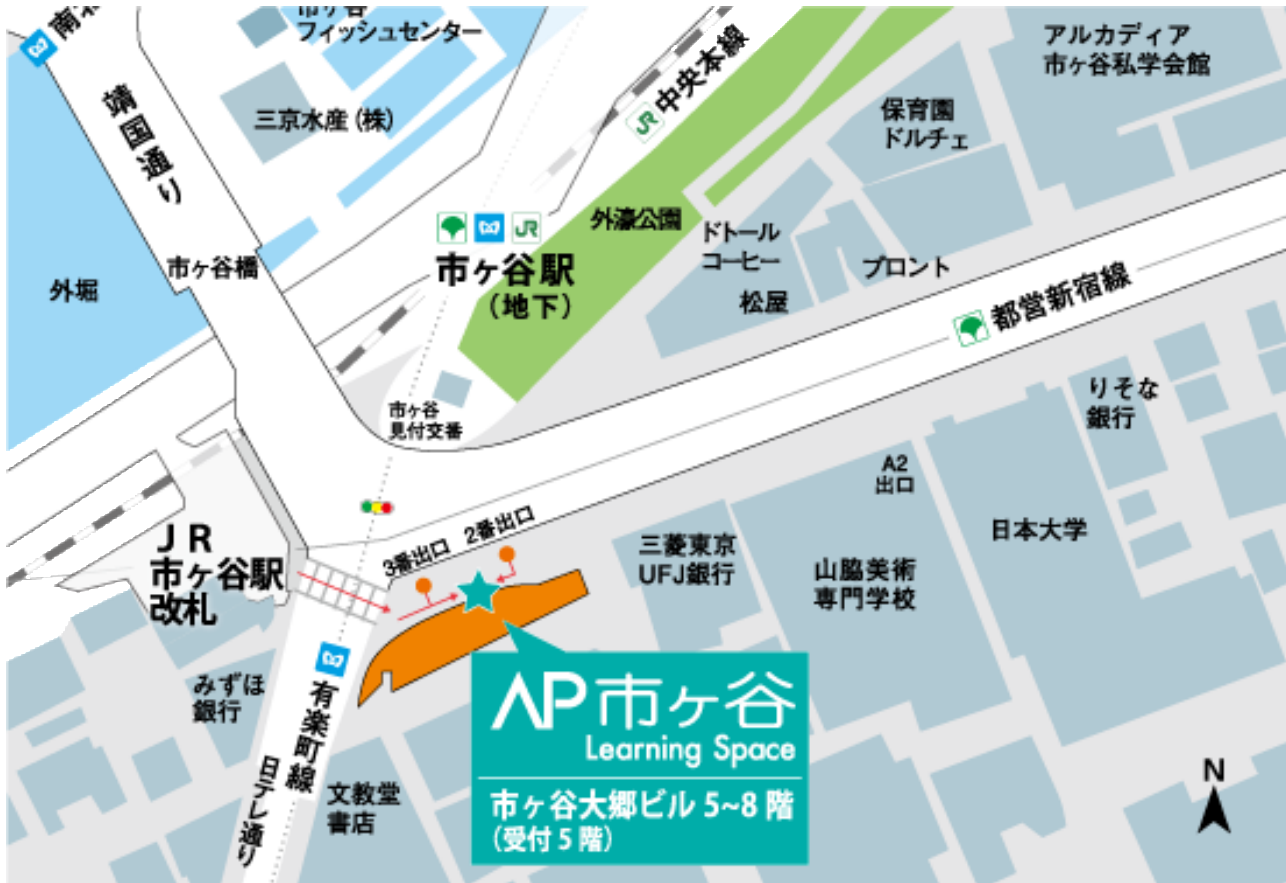 市ヶ谷
フィッシュセンター
南
三京水産(株)
靖国通り
JR 中央本線
アルカディア
市ヶ谷私学会館
保育園
ドルチェ
外濠公園
ドトール
コーヒー
松屋
プロント
JR
市ヶ谷駅
(地下)
市ヶ谷橋
外堀
都営新宿線
市ヶ谷
見付交番
りそな
銀行
A2
出口
日本大学
3番出口
2番出口
三菱東京
UFJ銀行
山脇美術
専門学校
JR
市ヶ谷駅
改札
みずほ
銀行
有楽町線
日テレ通り
文教堂
書店
AP市ヶ谷
Learning Space
市ヶ谷大郷ビル 5~8 階
(受付 5 階)
N